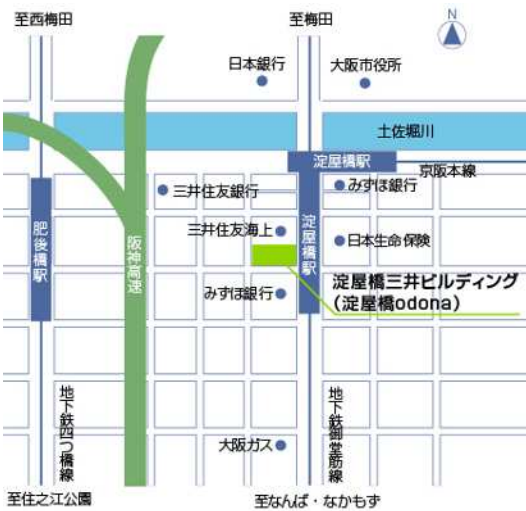 至西梅田
至梅田
N
日本銀行
大阪市役所
土佐堀川
淀屋橋駅
京阪本線
三井住友銀行
みずほ銀行
肥後橋駅
阪神高速
三井住友海上
淀屋橋駅
日本生命保険
みずほ銀行
淀屋橋三井ビルディング
(淀屋橋odona)
地下鉄四つ橋線
地下鉄御堂筋線
大阪ガス
至住之江公園
至なんば・なかもず